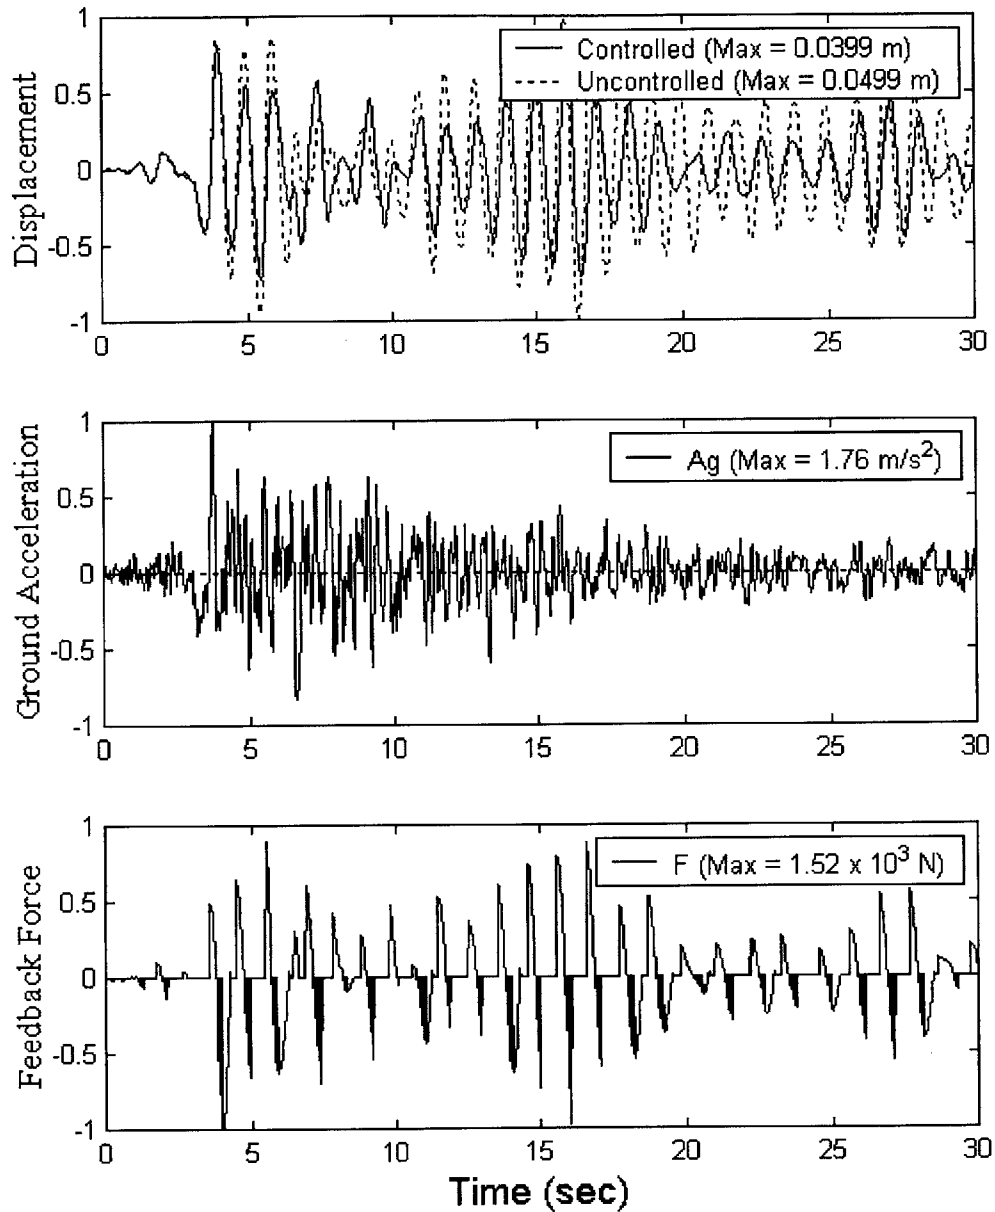 1
0.5
0
-0.5
-1
Displacement
Controlled (Max = 0.0399 m)
Uncontrolled (Max = 0.0499 m)
0 5 10 15 20 25 30
1
0.5
0
-0.5
-1
Ground Acceleration
Ag (Max = 1.76 m/s²)
0 5 10 15 20 25 30
1
0.5
0
-0.5
-1
Feedback Force
F (Max = 1.52 x 10³ N)
0 5 10 15 20 25 30
Time (sec)